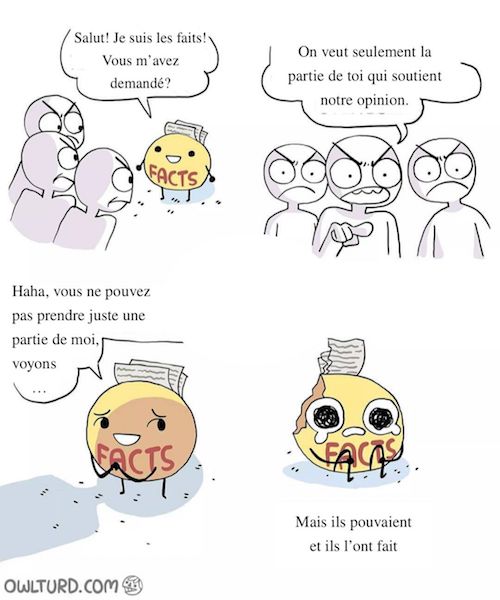 Salut! Je suis les faits!
Vous m'avez
demandé?
FACTS
On veut seulement la
partie de toi qui soutient
notre opinion.
Haha, vous ne pouvez
pas prendre juste une
partie de moi,
voyons
...
FACTS
FACTS
Mais ils pouvaient
et ils l'ont fait
OWLTURD.COM